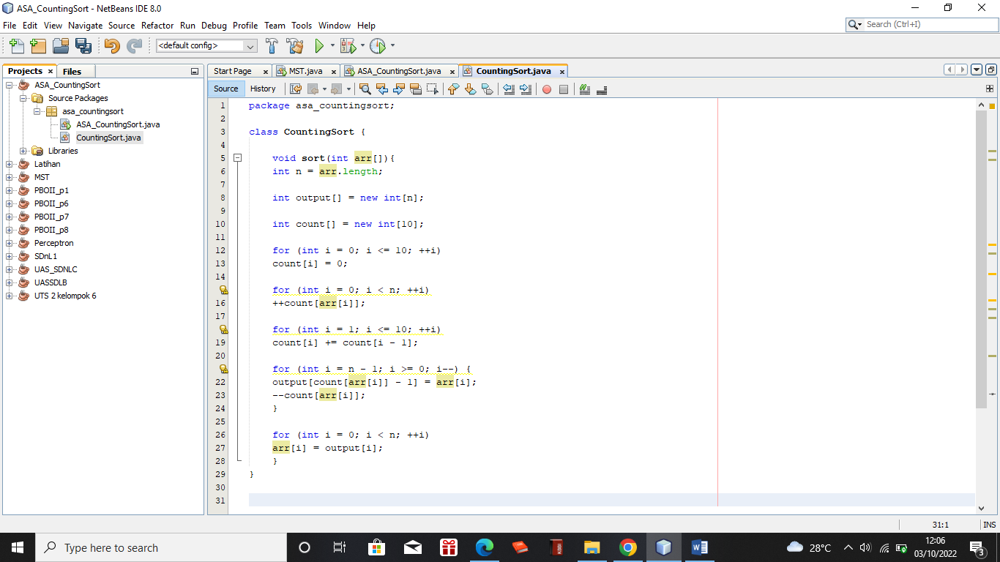 ASA_CountingSort - NetBeans IDE 8.0
File Edit View Navigate Source Refactor Run Debug Profile Team Tools Window Help
Search (Ctrl+I)
<default config>
Projects × Files
Start Page × MST.java × ASA_CountingSort.java × CountingSort.java ×
Source History
ASA_CountingSort
Source Packages
asa_countingsort
ASA_CountingSort.java
CountingSort.java
Libraries
Latihan
MST
PBOII_p1
PBOII_p6
PBOII_p7
PBOII_p8
Perceptron
SDnL1
UAS_SDNLC
UASSDLB
UTS 2 kelompok 6
1 package asa_countingsort;
2
3 class CountingSort {
4
5 void sort(int arr[]){
6 int n = arr.length;
7
8 int output[] = new int[n];
9
10 int count[] = new int[10];
11
12 for (int i = 0; i <= 10; ++i)
13 count[i] = 0;
14
for (int i = 0; i < n; ++i)
16 ++count[arr[i]];
17
for (int i = 1; i <= 10; ++i)
19 count[i] += count[i - 1];
20
for (int i = n - 1; i >= 0; i--) {
22 output[count[arr[i]] - 1] = arr[i];
23 --count[arr[i]];
24 }
25
26 for (int i = 0; i < n; ++i)
27 arr[i] = output[i];
28 }
29 }
30
31
31:1 INS
Type here to search
28°C
12:06
03/10/2022
3